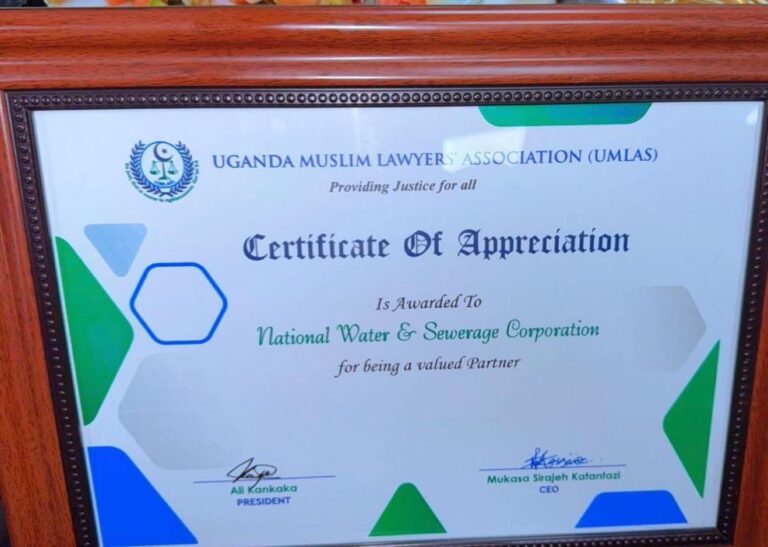 UGANDA MUSLIM LAWYERS' ASSOCIATION (UMLAS)
Providing Justice for all
Certificate Of Appreciation
Is Awarded To
National Water & Sewerage Corporation
for being a valued Partner
Ali Kankaka
PRESIDENT
Mukasa Sirajeh Katantazi
CEO